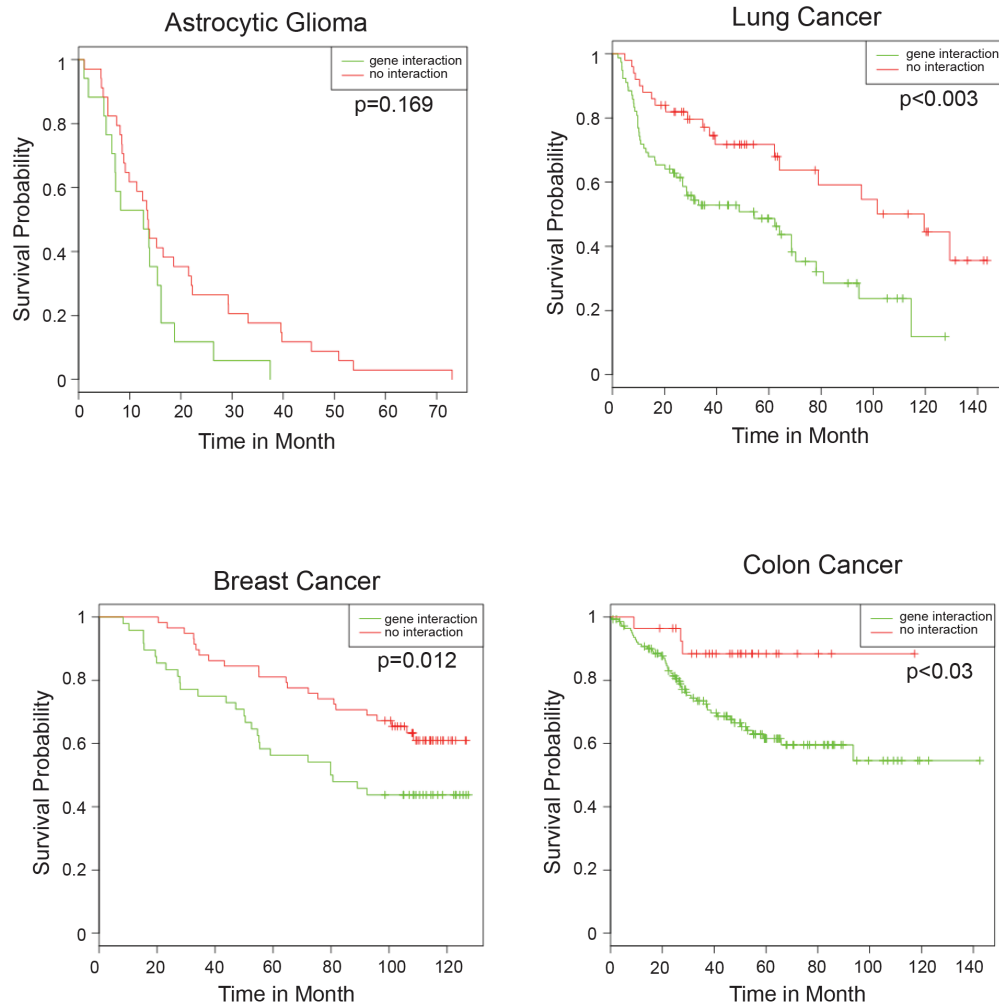 Astrocytic Glioma
gene interaction
no interaction
p=0.169
Survival Probability
1
0.8
0.6
0.4
0.2
0
0 10 20 30 40 50 60 70
Time in Month
Lung Cancer
gene interaction
no interaction
p<0.003
Survival Probability
1
0.8
0.6
0.4
0.2
0
0 20 40 60 80 100 120 140
Time in Month
Breast Cancer
gene interaction
no interaction
p=0.012
Survival Probability
1
0.8
0.6
0.4
0.2
0
0 20 40 60 80 100 120
Time in Month
Colon Cancer
gene interaction
no interaction
p<0.03
Survival Probability
1
0.8
0.6
0.4
0.2
0
0 20 40 60 80 100 120 140
Time in Month